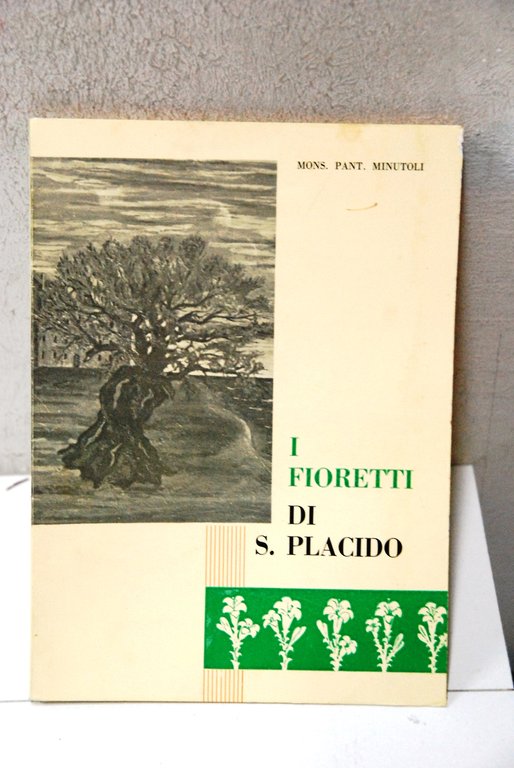 MONS. PANT. MINUTOLI
I
FIORETTI
DI
S. PLACIDO